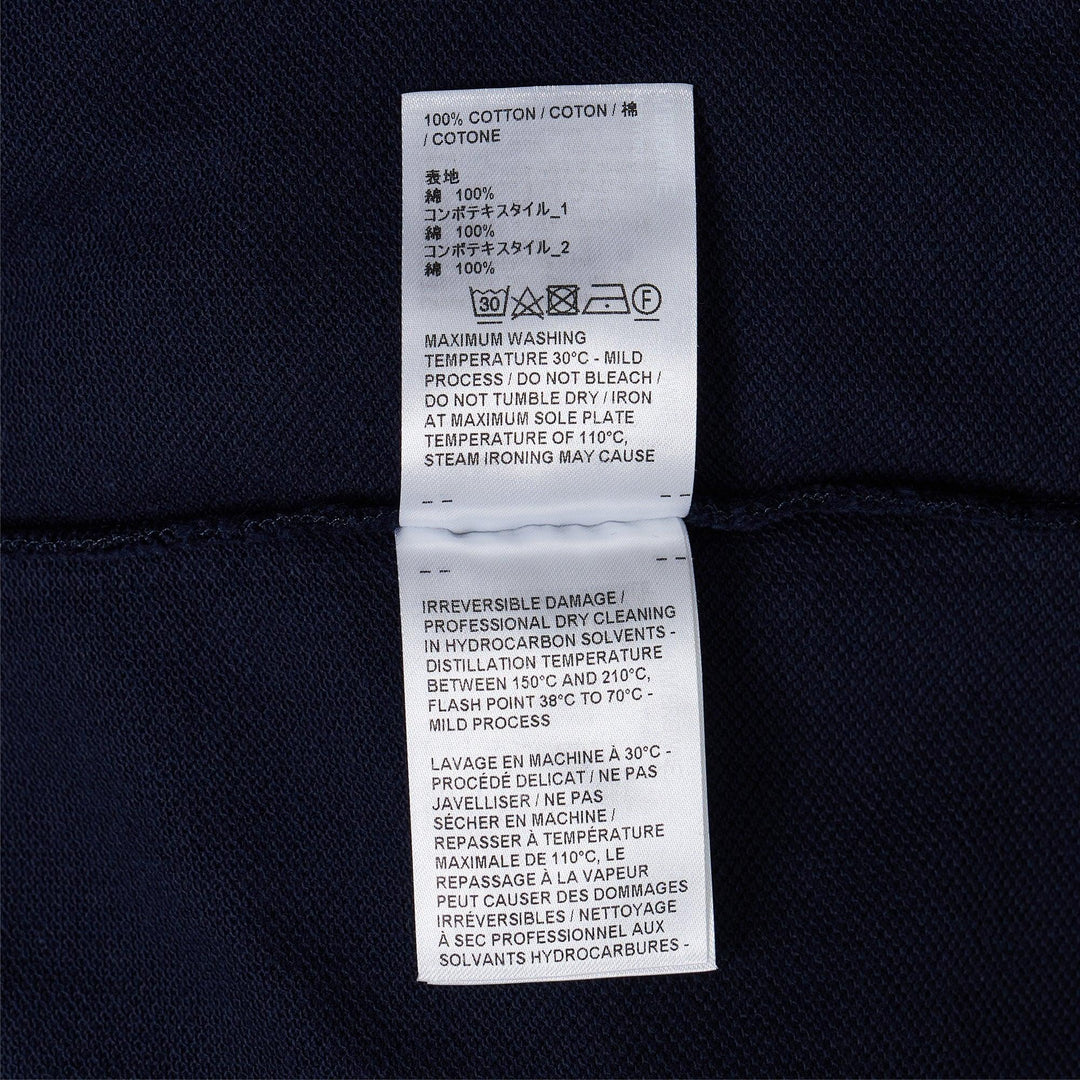 100% COTTON / COTON / 棉
/ COTONE
表地
綿 100%
コンポテキスタイル_1
綿 100%
コンポテキスタイル_2
綿 100%
30 F
MAXIMUM WASHING
TEMPERATURE 30°C - MILD
PROCESS / DO NOT BLEACH /
DO NOT TUMBLE DRY / IRON
AT MAXIMUM SOLE PLATE
TEMPERATURE OF 110°C,
STEAM IRONING MAY CAUSE
IRREVERSIBLE DAMAGE /
PROFESSIONAL DRY CLEANING
IN HYDROCARBON SOLVENTS -
DISTILLATION TEMPERATURE
BETWEEN 150°C AND 210°C,
FLASH POINT 38°C TO 70°C -
MILD PROCESS
LAVAGE EN MACHINE À 30°C -
PROCÉDÉ DELICAT / NE PAS
JAVELLISER / NE PAS
SÉCHER EN MACHINE /
REPASSER À TEMPÉRATURE
MAXIMALE DE 110°C, LE
REPASSAGE À LA VAPEUR
PEUT CAUSER DES DOMMAGES
IRRÉVERSIBLES / NETTOYAGE
À SEC PROFESSIONNEL AUX
SOLVANTS HYDROCARBURES -